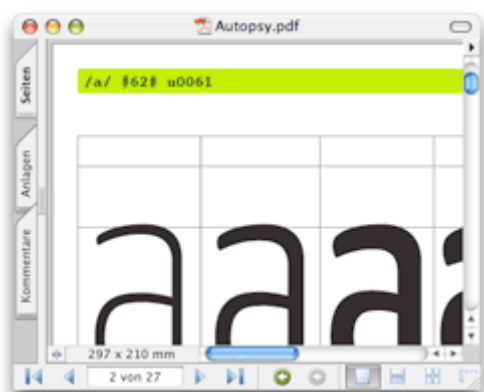 Autopsy.pdf
Seiten
/a/ #62# u0061
Anlagen
Kommentare
a a a a
297 x 210 mm
2 von 27